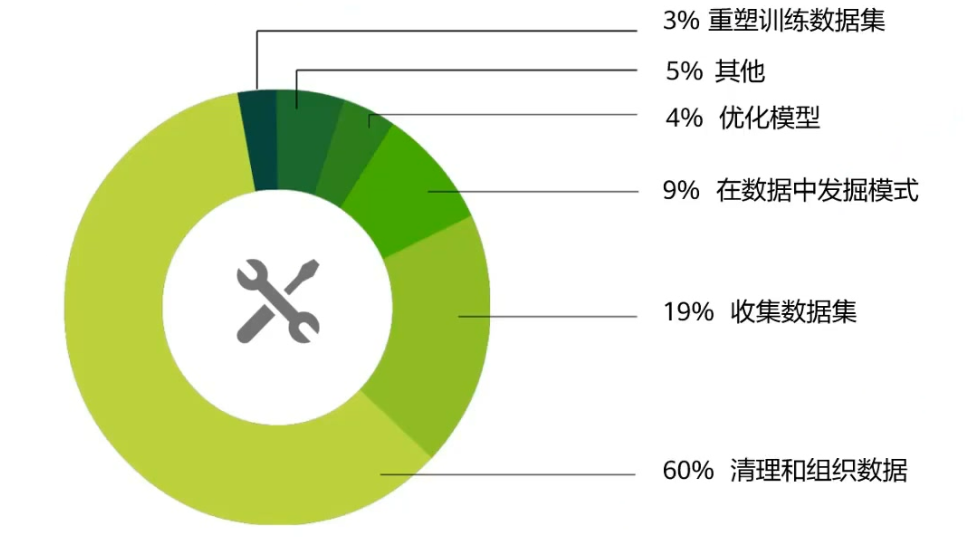 3% 重塑训练数据集
5% 其他
4% 优化模型
9% 在数据中发掘模式
19% 收集数据集
60% 清理和组织数据